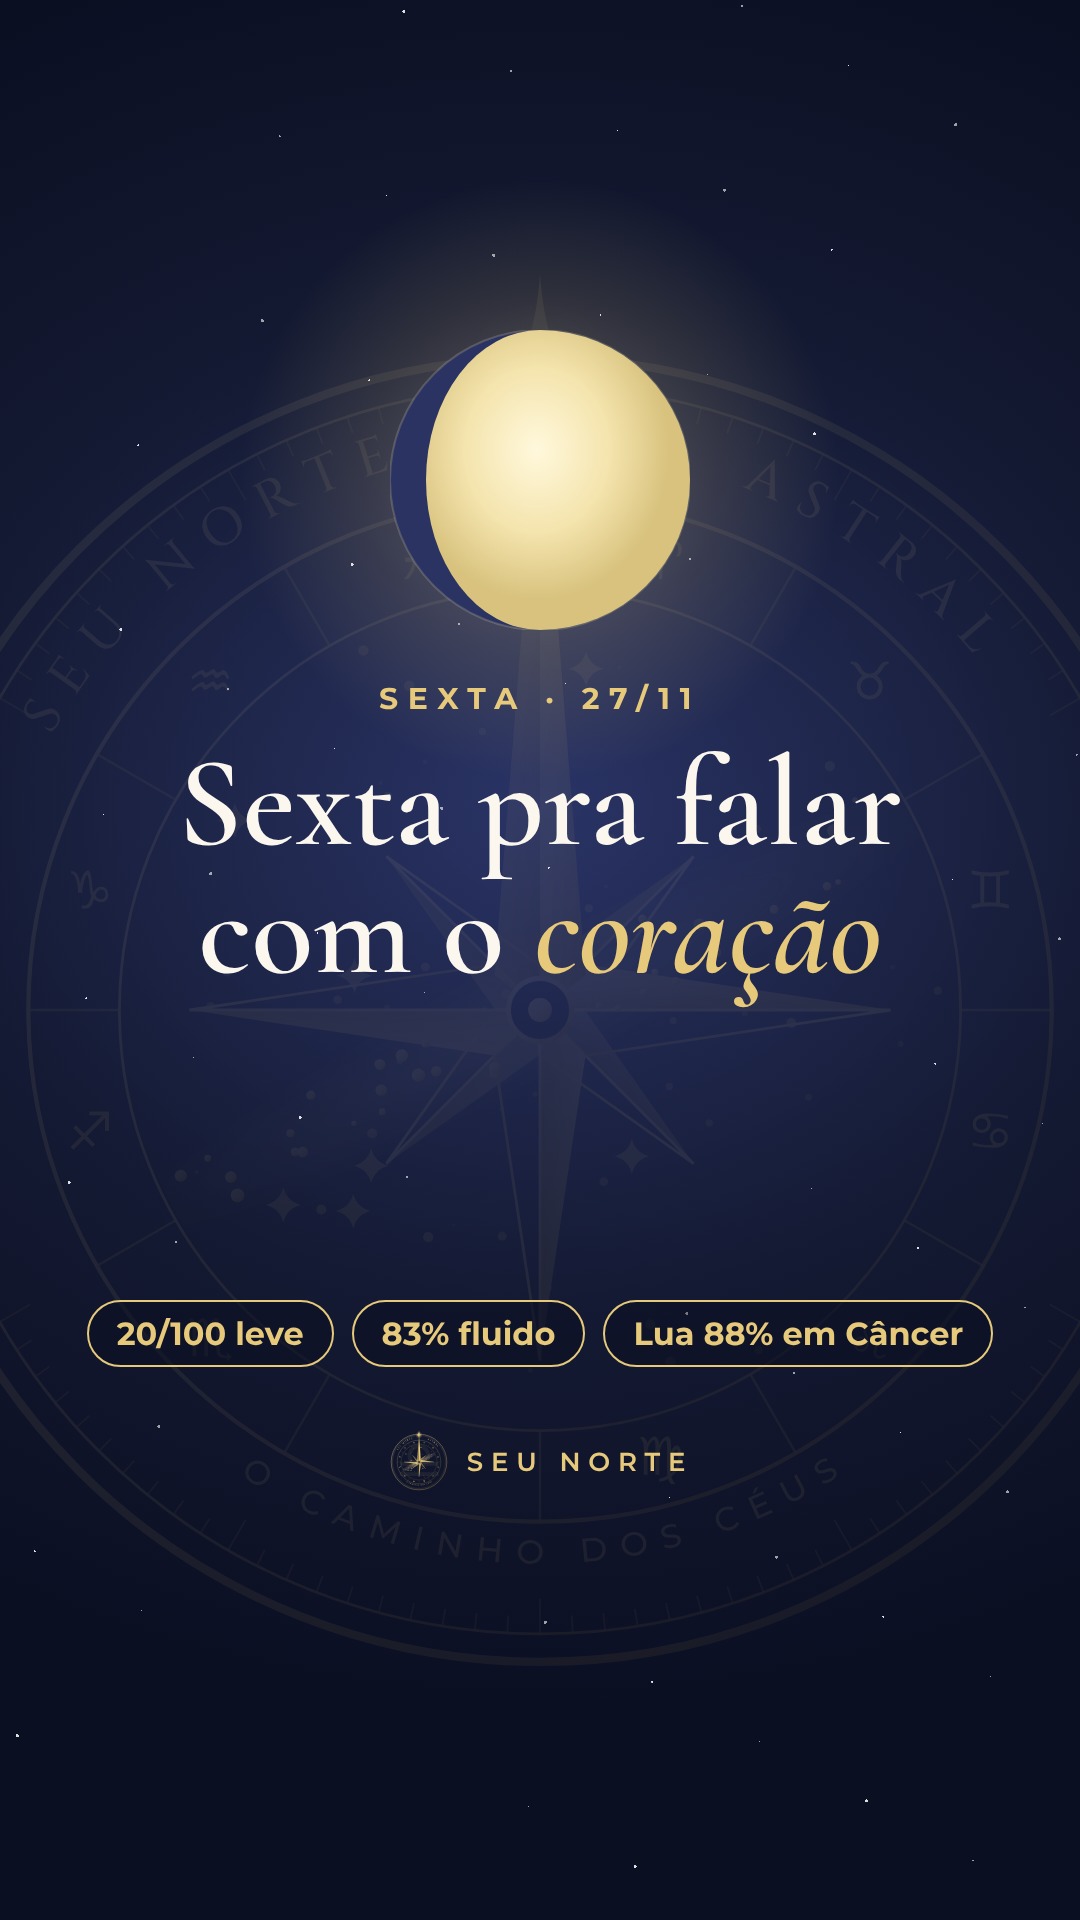 SEU NORTE ASTRAL
SEXTA · 27/11
Sexta pra falar
com o coração
20/100 leve
83% fluido
Lua 88% em Câncer
SEU NORTE
O CAMINHO DOS CÉUS